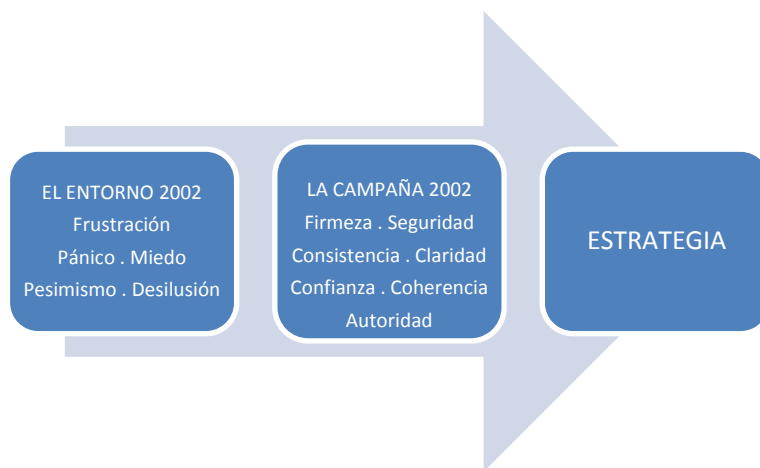 EL ENTORNO 2002
Frustración
Pánico . Miedo
Pesimismo . Desilusión
LA CAMPAÑA 2002
Firmeza . Seguridad
Consistencia . Claridad
Confianza . Coherencia
Autoridad
ESTRATEGIA